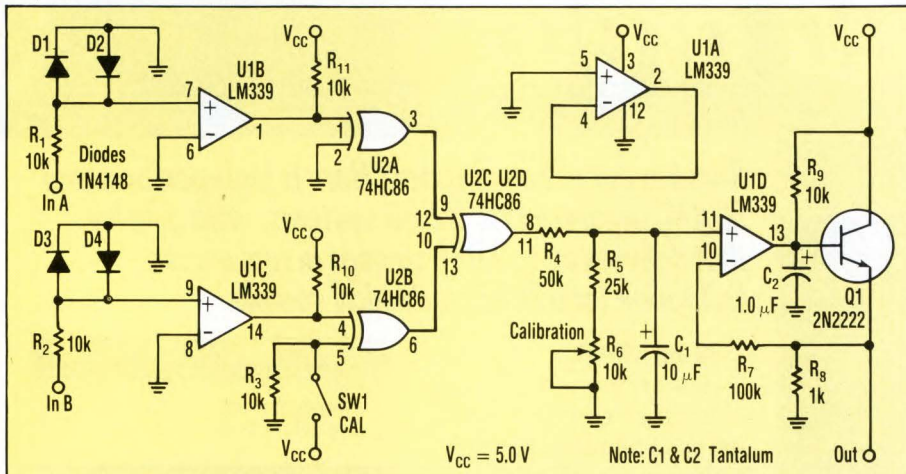 D1
D2
R1
10k
Diodes
1N4148
In A
7
6
+
−
U1B
LM339
1
VCC
R11
10k
1
2
3
U2A
74HC86
D3
D4
R2
10k
In B
9
8
+
−
U1C
LM339
14
R10
10k
4
5
6
U2B
74HC86
R3
10k
SW1
CAL
VCC
U2C U2D
74HC86
9
12
10
13
8
11
R4
50k
R5
25k
Calibration
R6
10k
+
C1
10 μF
VCC
U1A
LM339
5
4
+
−
3
2
12
U1D
LM339
11
10
+
−
13
VCC
R9
10k
+
C2
1.0 μF
Q1
2N2222
R7
100k
R8
1k
Out
VCC = 5.0 V
Note: C1 & C2 Tantalum